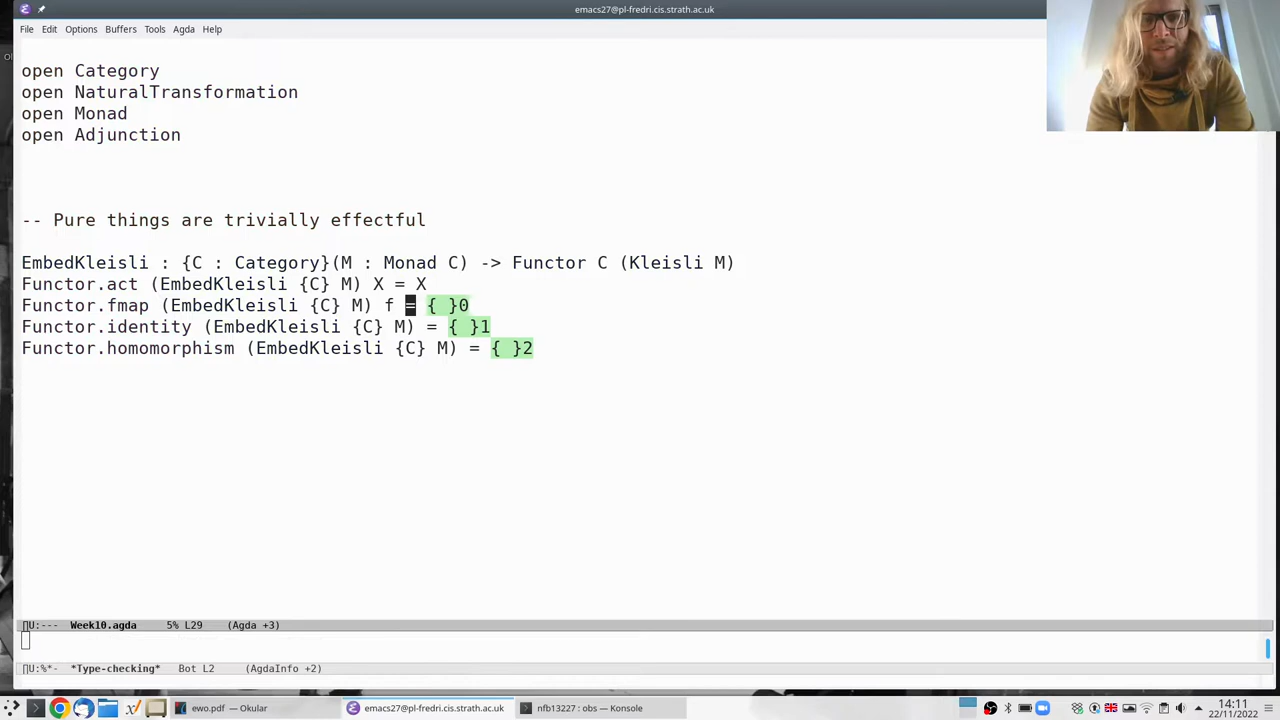 emacs27@pl-fredri.cis.strath.ac.uk
File Edit Options Buffers Tools Agda Help
open Category
open NaturalTransformation
open Monad
open Adjunction
-- Pure things are trivially effectful
EmbedKleisli : {C : Category}(M : Monad C) -> Functor C (Kleisli M)
Functor.act (EmbedKleisli {C} M) X = X
Functor.fmap (EmbedKleisli {C} M) f = { }0
Functor.identity (EmbedKleisli {C} M) = { }1
Functor.homomorphism (EmbedKleisli {C} M) = { }2
∏U:--- Week10.agda 5% L29 (Agda +3)
∏U:%*- *Type-checking* Bot L2 (AgdaInfo +2)
ewo.pdf — Okular
emacs27@pl-fredri.cis.strath.ac.uk
nfb13227 : obs — Konsole
14:11
22/11/2022